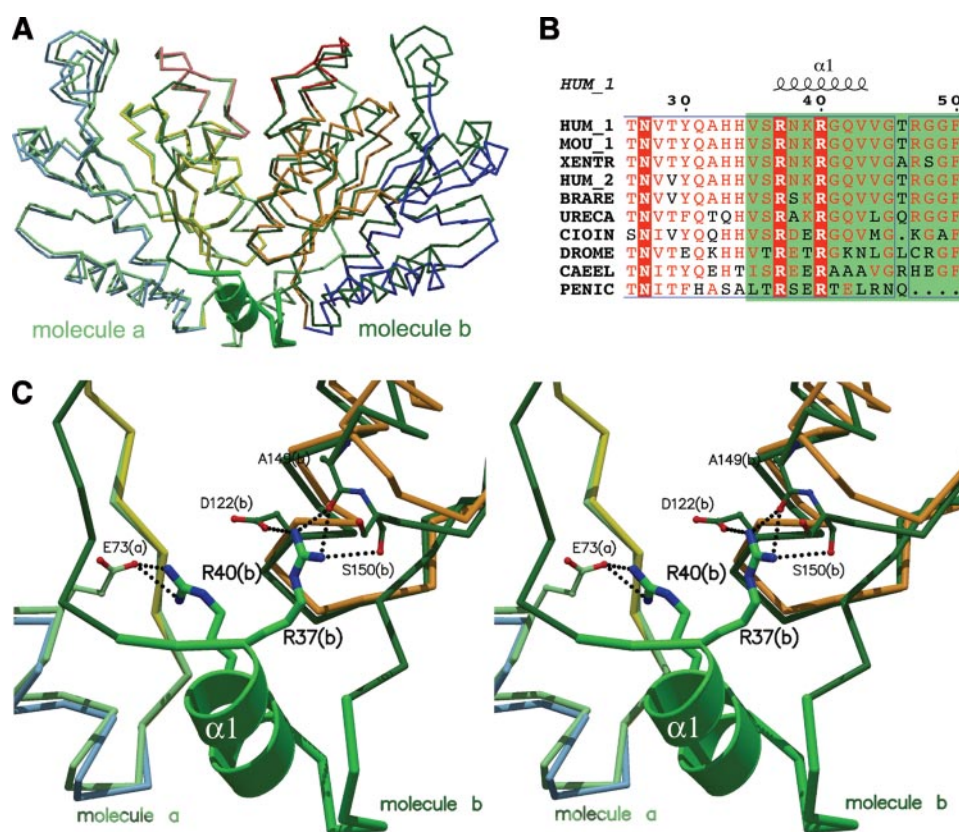 A
molecule a
molecule b
B
α1
HUM_1
30 40 50
HUM_1 TNVTYQAHHVSRNKRGQVVGTRGGF
MOU_1 TNVTYQAHHVSRNKRGQVVGTRGGF
XENTR TNVTYQAHHVSRNKRGQVVGARSGF
HUM_2 TNVVYQAHHVSRNKRGQVVGTRGGF
BRARE TNVVYQAHHVSRSKRGQVVGTRGGF
URECA TNVTFQTQHVSRAKRGQVLGQRGGF
CIOIN SNIVYQQHHVSRDERGQVMG.KGAF
DROME TNVTEQKHHVTRETRGKNLGLCRGF
CAEEL TNITYQEHTISREERAAAVGRHEGF
PENIC TNITFHASALTRSERTELRNQ....
C
A149(b)
D122(b)
E73(a)
S150(b)
R40(b)
R37(b)
α1
molecule a
molecule b
A149(b)
D122(b)
E73(a)
S150(b)
R40(b)
R37(b)
α1
molecule a
molecule b